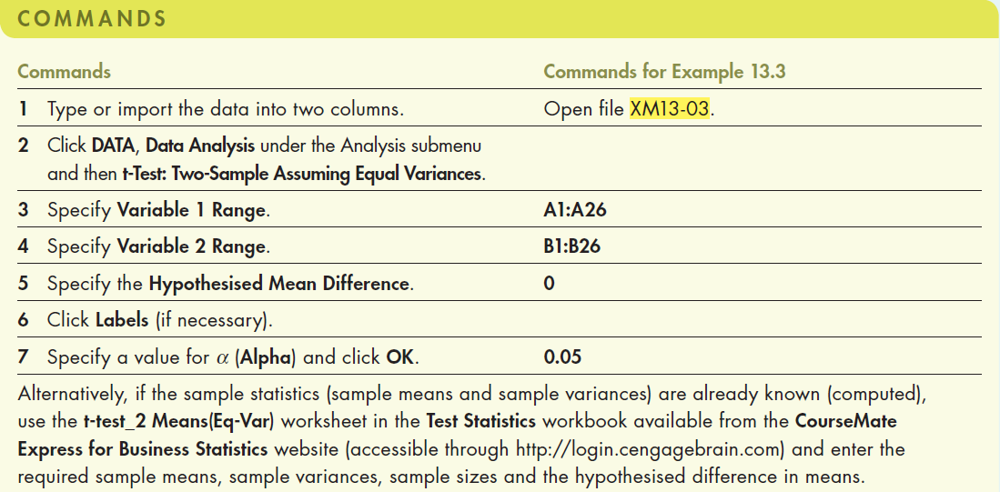 COMMANDS
Commands Commands for Example 13.3
1 Type or import the data into two columns. Open file XM13-03.
2 Click DATA, Data Analysis under the Analysis submenu
and then t-Test: Two-Sample Assuming Equal Variances.
3 Specify Variable 1 Range. A1:A26
4 Specify Variable 2 Range. B1:B26
5 Specify the Hypothesised Mean Difference. 0
6 Click Labels (if necessary).
7 Specify a value for α (Alpha) and click OK. 0.05
Alternatively, if the sample statistics (sample means and sample variances) are already known (computed),
use the t-test_2 Means(Eq-Var) worksheet in the Test Statistics workbook available from the CourseMate
Express for Business Statistics website (accessible through http://login.cengagebrain.com) and enter the
required sample means, sample variances, sample sizes and the hypothesised difference in means.